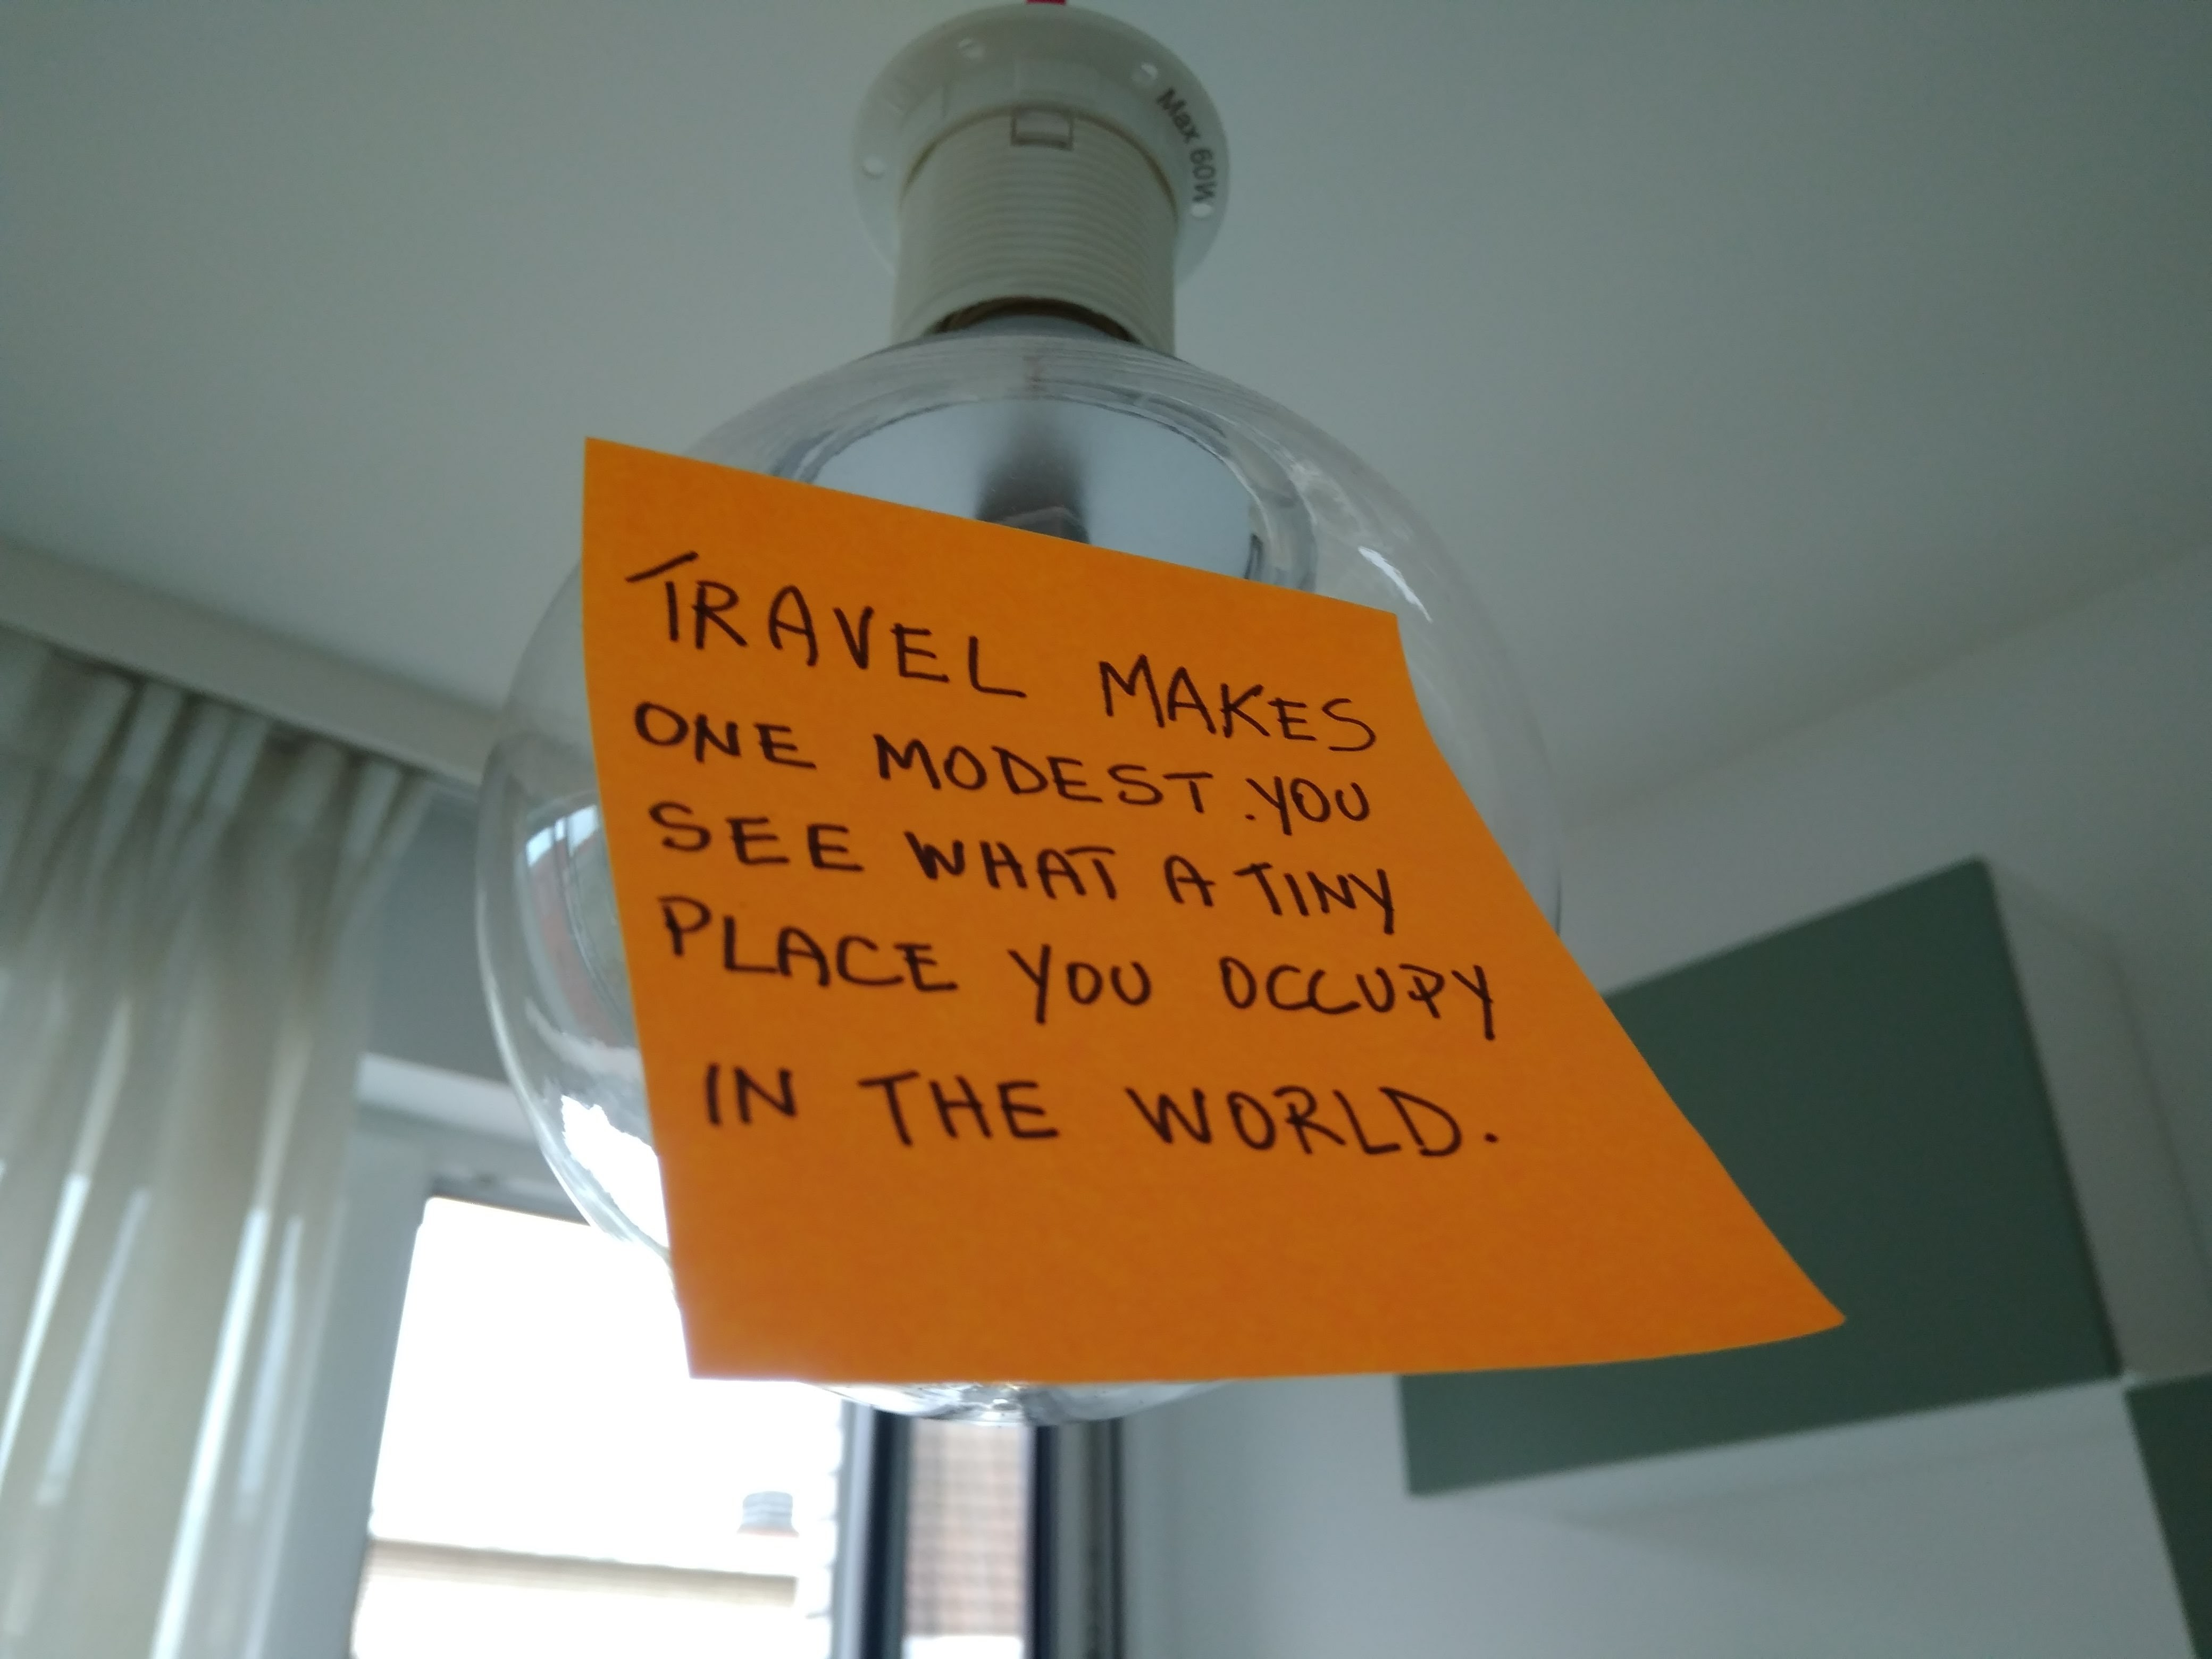 Max 60W
TRAVEL MAKES
ONE MODEST. YOU
SEE WHAT A TINY
PLACE YOU OCCUPY
IN THE WORLD.